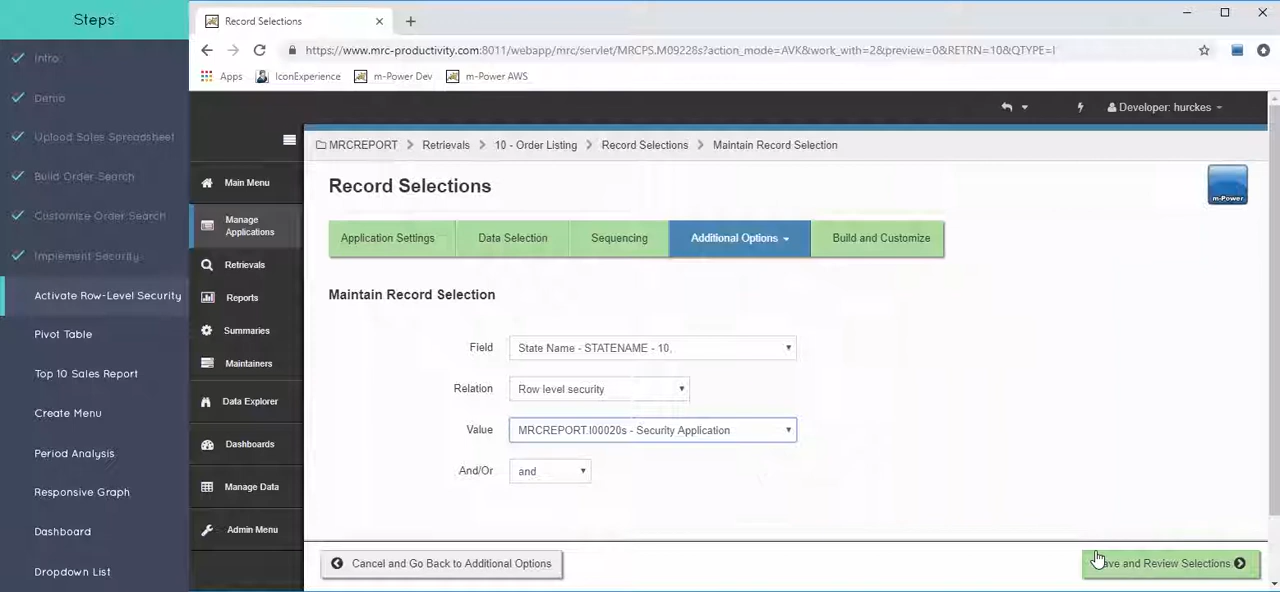 Steps
Intro
Demo
Upload Sales Spreadsheet
Build Order Search
Customize Order Search
Implement Security
Activate Row-Level Security
Pivot Table
Top 10 Sales Report
Create Menu
Period Analysis
Responsive Graph
Dashboard
Dropdown List
Record Selections
https://www.mrc-productivity.com:8011/webapp/mrc/servlet/MRCPS.M09228s?action_mode=AVK&work_with=2&preview=0&RETRN=10&QTYPE=I
Apps IconExperience m-Power Dev m-Power AWS
Developer: hurckes
MRCREPORT Retrievals 10 - Order Listing Record Selections Maintain Record Selection
Main Menu
Manage Applications
Retrievals
Reports
Summaries
Maintainers
Data Explorer
Dashboards
Manage Data
Admin Menu
Record Selections
m-Power
Application Settings Data Selection Sequencing Additional Options Build and Customize
Maintain Record Selection
Field State Name - STATENAME - 10,
Relation Row level security
Value MRCREPORT.I00020s - Security Application
And/Or and
Cancel and Go Back to Additional Options
and Review Selections